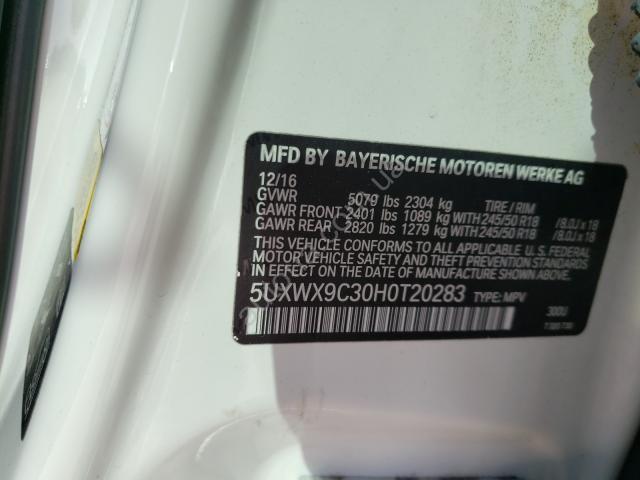 MFD BY BAYERISCHE MOTOREN WERKE AG
12/16
GVWR 5079 lbs 2304 kg TIRE / RIM
GAWR FRONT 2401 lbs 1089 kg WITH 245/50 R18 /8.0J x 18
GAWR REAR 2820 lbs 1279 kg WITH 245/50 R18 /8.0J x 18
THIS VEHICLE CONFORMS TO ALL APPLICABLE U. S. FEDERAL
MOTOR VEHICLE SAFETY AND THEFT PREVENTION STANDARDS
IN EFFECT ON THE DATE OF MANUFACTURE SHOWN ABOVE.
5UXWX9C30H0T20283 TYPE: MPV
300U